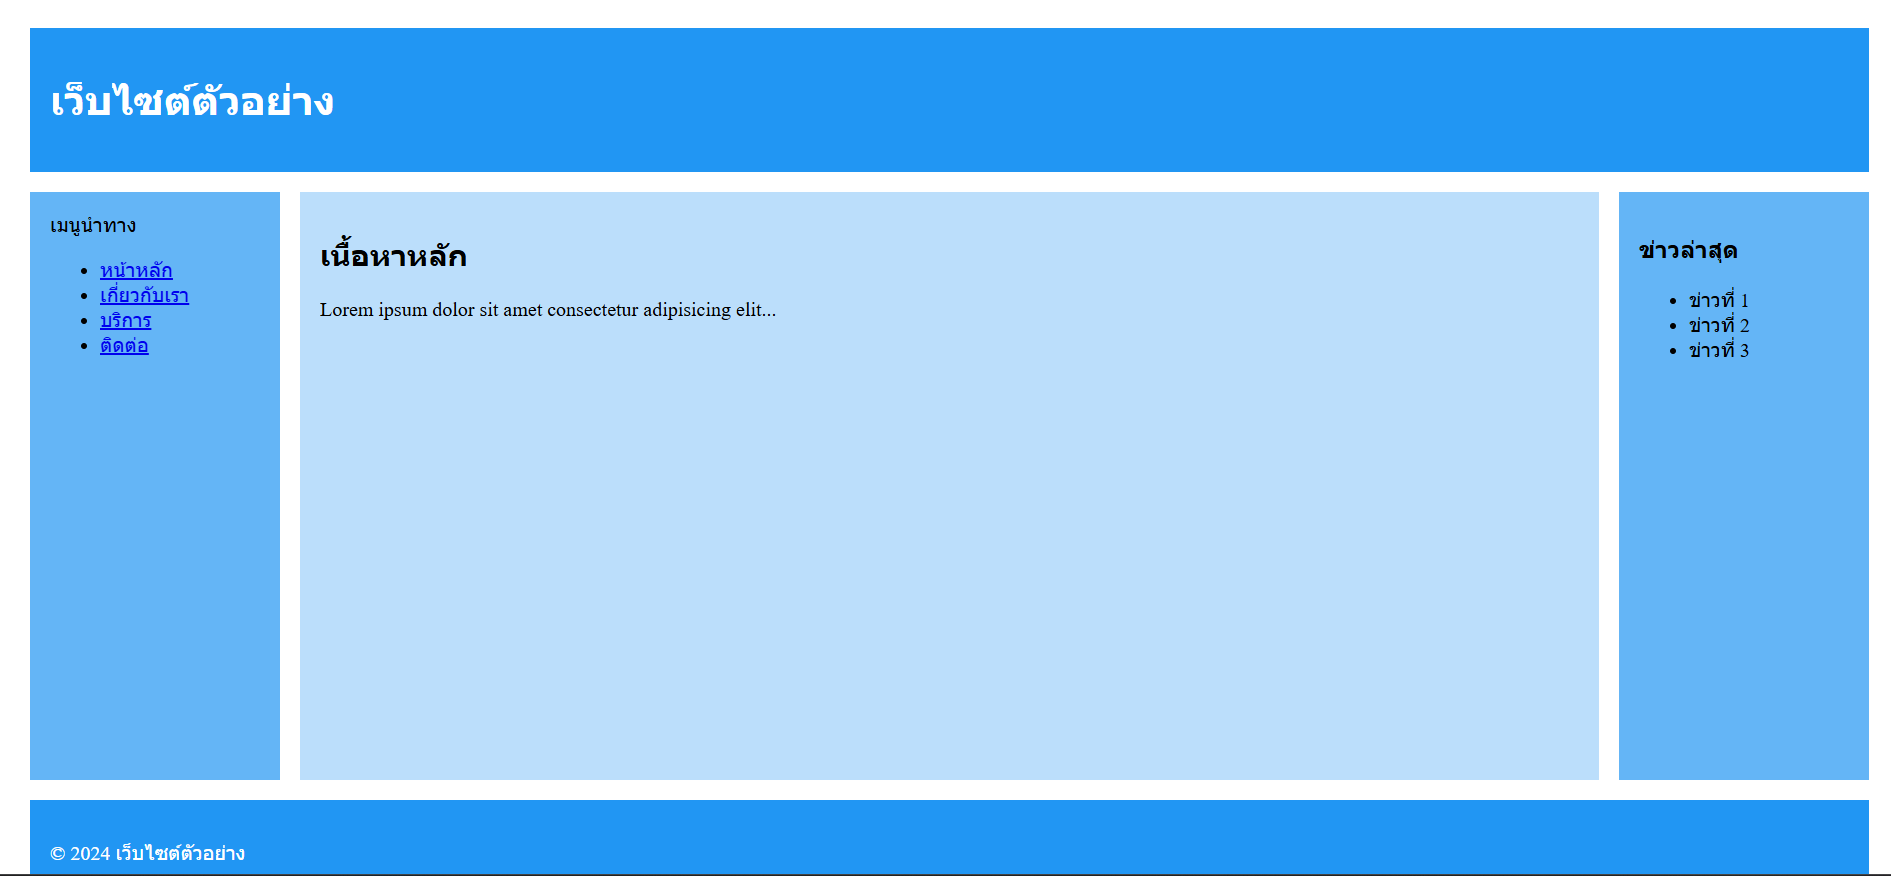 เว็บไซต์ตัวอย่าง
เมนูนำทาง
หน้าหลัก
เกี่ยวกับเรา
บริการ
ติดต่อ
เนื้อหาหลัก
Lorem ipsum dolor sit amet consectetur adipisicing elit...
ข่าวล่าสุด
ข่าวที่ 1
ข่าวที่ 2
ข่าวที่ 3
© 2024 เว็บไซต์ตัวอย่าง